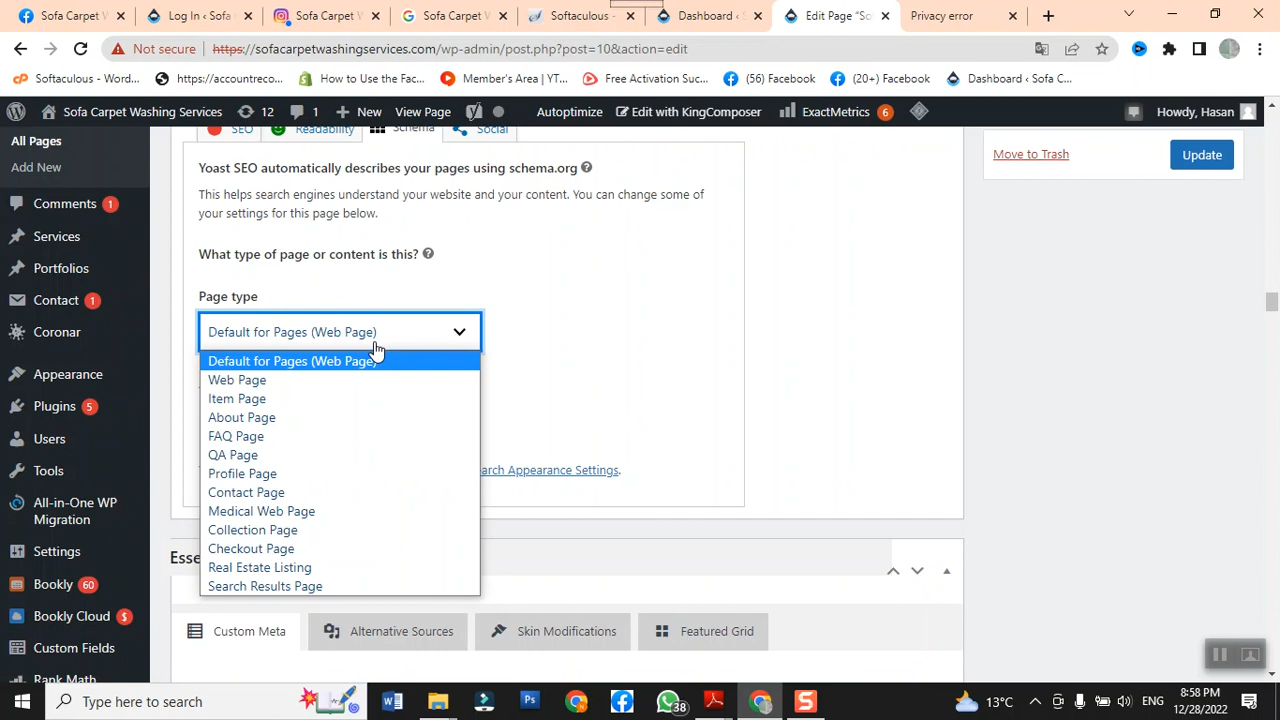 Sofa Carpet W
Log In ‹ Sofa
Sofa Carpet W
Sofa Carpet W
Softaculous -
Dashboard ‹ S
Edit Page "So
Privacy error
Not secure https://sofacarpetwashingservices.com/wp-admin/post.php?post=10&action=edit
Softaculous - Word...
https://accountreco...
How to Use the Fac...
Member's Area | YT...
Free Activation Suc...
(56) Facebook
(20+) Facebook
Dashboard ‹ Sofa C...
Sofa Carpet Washing Services 12 1 New View Page Autoptimize Edit with KingComposer ExactMetrics 6 Howdy, Hasan
All Pages
Add New
Comments 1
Services
Portfolios
Contact 1
Coronar
Appearance
Plugins 5
Users
Tools
All-in-One WP
Migration
Settings
Bookly 60
Bookly Cloud $
Custom Fields
Rank Math
SEO Readability Schema Social
Yoast SEO automatically describes your pages using schema.org
This helps search engines understand your website and your content. You can change some of
your settings for this page below.
What type of page or content is this?
Page type
Default for Pages (Web Page)
Default for Pages (Web Page)
Web Page
Item Page
About Page
FAQ Page
QA Page
Profile Page
Contact Page
Medical Web Page
Collection Page
Checkout Page
Real Estate Listing
Search Results Page
earch Appearance Settings.
Move to Trash
Update
Esse
Custom Meta
Alternative Sources
Skin Modifications
Featured Grid
Type here to search
38
13°C
ENG
8:58 PM
12/28/2022